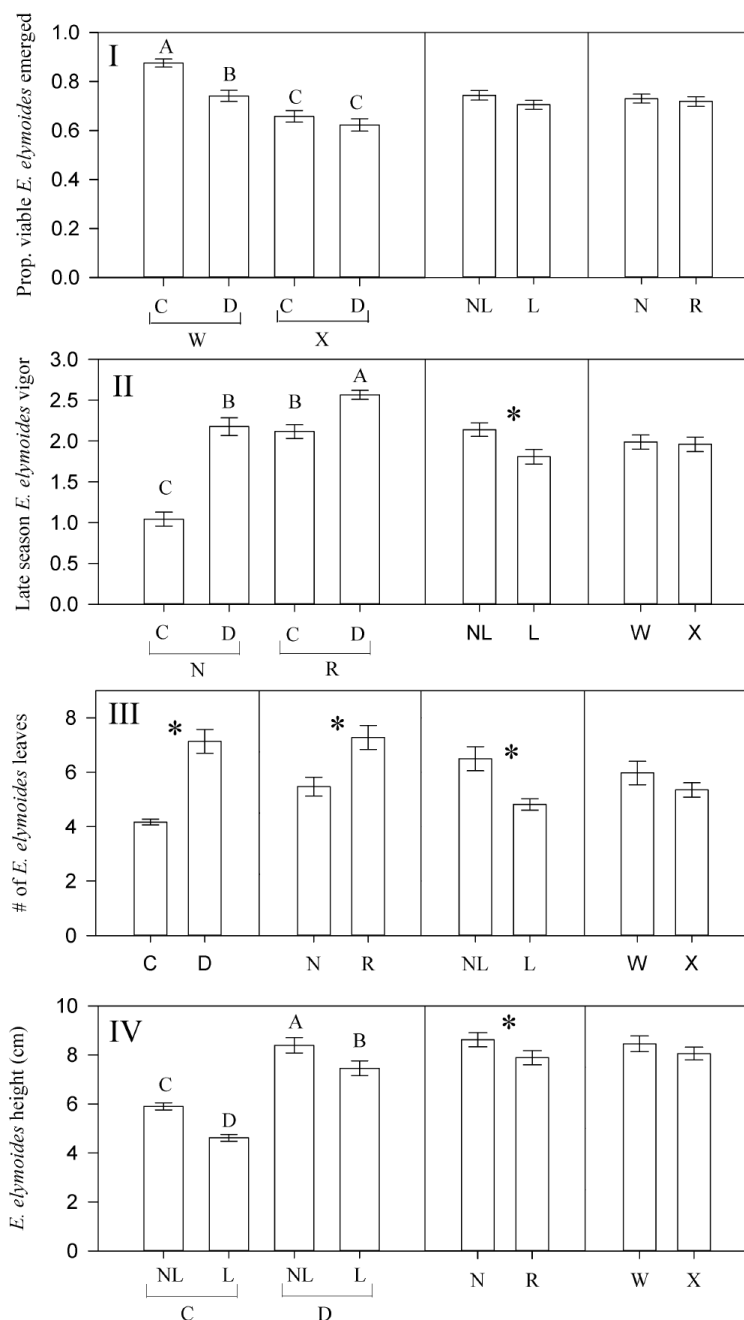 Prop. viable E. elymoides emerged
I
1.0
0.8
0.6
0.4
0.2
0.0
A
B
C
C
C
D
C
D
NL
L
N
R
W
X
Late season E. elymoides vigor
II
3.0
2.5
2.0
1.5
1.0
0.5
0.0
C
B
B
A
*
C
D
C
D
NL
L
W
X
N
R
# of E. elymoides leaves
III
8
6
4
2
0
*
*
*
C
D
N
R
NL
L
W
X
E. elymoides height (cm)
IV
10
8
6
4
2
0
C
D
A
B
*
NL
L
NL
L
N
R
W
X
C
D